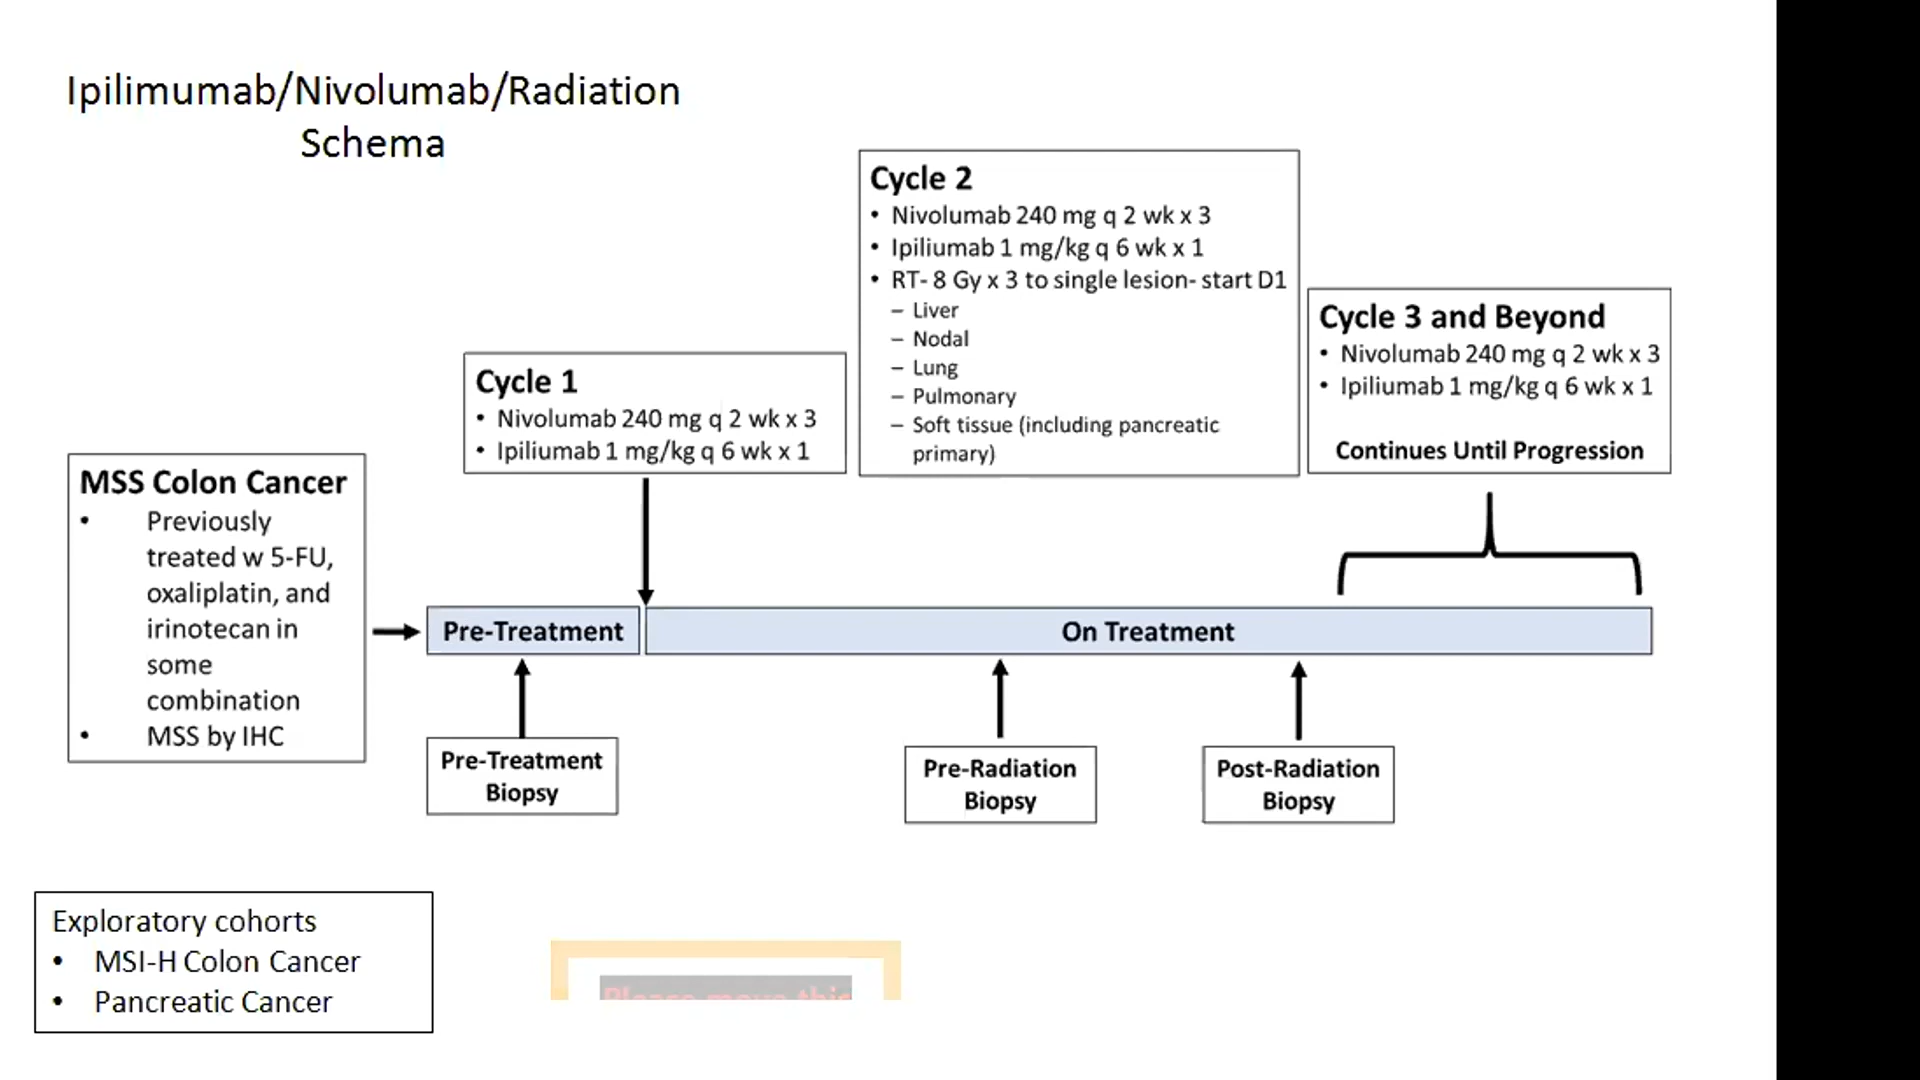 Ipilimumab/Nivolumab/Radiation
Schema
Cycle 2
• Nivolumab 240 mg q 2 wk x 3
• Ipiliumab 1 mg/kg q 6 wk x 1
• RT- 8 Gy x 3 to single lesion- start D1
– Liver
– Nodal
– Lung
– Pulmonary
– Soft tissue (including pancreatic
primary)
Cycle 3 and Beyond
• Nivolumab 240 mg q 2 wk x 3
• Ipiliumab 1 mg/kg q 6 wk x 1
Continues Until Progression
Cycle 1
• Nivolumab 240 mg q 2 wk x 3
• Ipiliumab 1 mg/kg q 6 wk x 1
MSS Colon Cancer
• Previously
treated w 5-FU,
oxaliplatin, and
irinotecan in
some
combination
• MSS by IHC
Pre-Treatment
On Treatment
Pre-Treatment
Biopsy
Pre-Radiation
Biopsy
Post-Radiation
Biopsy
Exploratory cohorts
• MSI-H Colon Cancer
• Pancreatic Cancer
Please move this